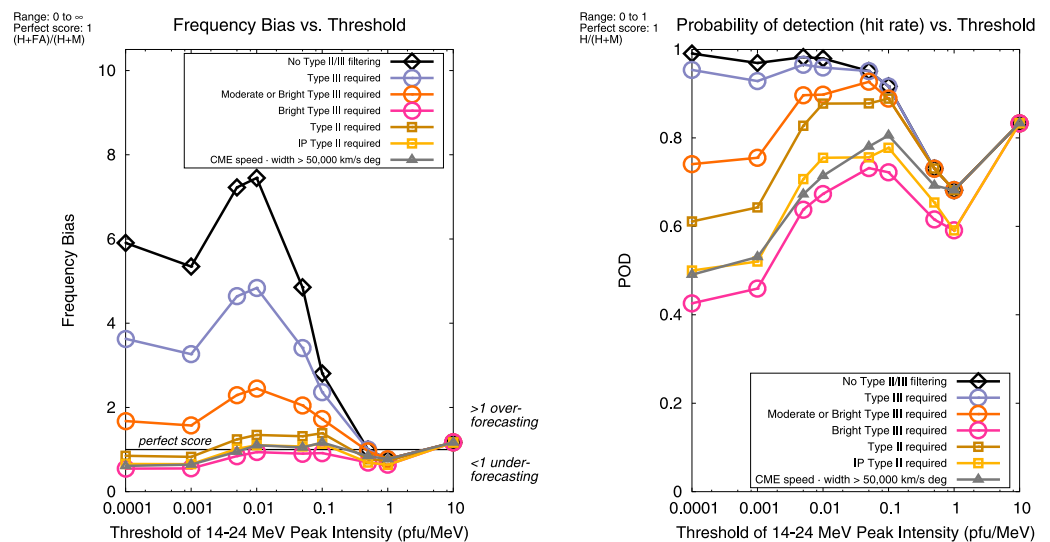 Range: 0 to ∞
Perfect score: 1
(H+FA)/(H+M)
Frequency Bias vs. Threshold
No Type II/III filtering
Type III required
Moderate or Bright Type III required
Bright Type III required
Type II required
IP Type II required
CME speed - width > 50,000 km/s deg
10
8
6
4
2
0
Frequency Bias
perfect score
>1 over-
forecasting
<1 under-
forecasting
0.0001
0.001
0.01
0.1
1
10
Threshold of 14-24 MeV Peak Intensity (pfu/MeV)
Range: 0 to 1
Perfect score: 1
H/(H+M)
Probability of detection (hit rate) vs. Threshold
1
0.8
0.6
0.4
0.2
0
POD
No Type II/III filtering
Type III required
Moderate or Bright Type III required
Bright Type III required
Type II required
IP Type II required
CME speed - width > 50,000 km/s deg
0.0001
0.001
0.01
0.1
1
10
Threshold of 14-24 MeV Peak Intensity (pfu/MeV)